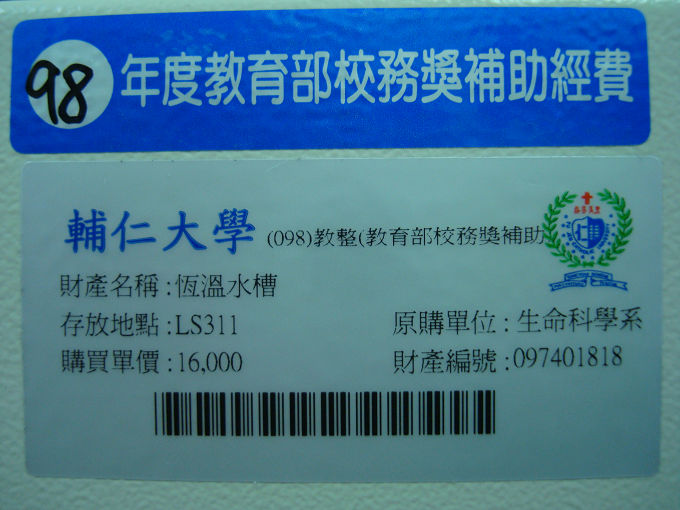 98 年度教育部校務獎補助經費
輔仁大學 (098)教整(教育部校務獎補助
財產名稱:恆溫水槽
存放地點:LS311 原購單位:生命科學系
購買單價:16,000 財產編號:097401818